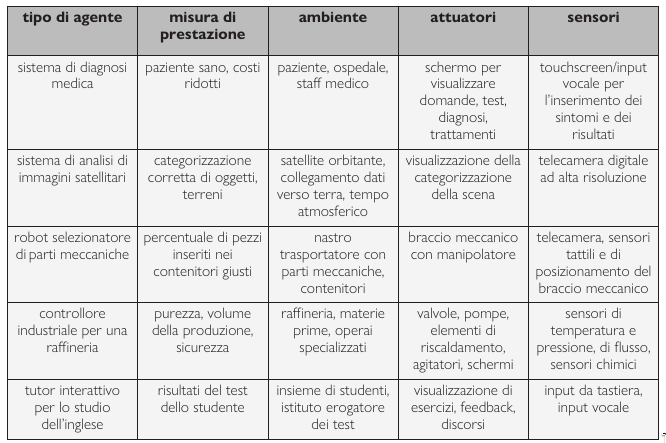 tipo di agente
misura di
prestazione
ambiente
attuatori
sensori
sistema di diagnosi
medica
paziente sano, costi
ridotti
paziente, ospedale,
staff medico
schermo per
visualizzare
domande, test,
diagnosi,
trattamenti
touchscreen/input
vocale per
l'inserimento dei
sintomi e dei
risultati
sistema di analisi di
immagini satellitari
categorizzazione
corretta di oggetti,
terreni
satellite orbitante,
collegamento dati
verso terra, tempo
atmosferico
visualizzazione della
categorizzazione
della scena
telecamera digitale
ad alta risoluzione
robot selezionatore
di parti meccaniche
percentuale di pezzi
inseriti nei
contenitori giusti
nastro
trasportatore con
parti meccaniche,
contenitori
braccio meccanico
con manipolatore
telecamera, sensori
tattili e di
posizionamento del
braccio meccanico
controllore
industriale per una
raffineria
purezza, volume
della produzione,
sicurezza
raffineria, materie
prime, operai
specializzati
valvole, pompe,
elementi di
riscaldamento,
agitatori, schermi
sensori di
temperatura e
pressione, di flusso,
sensori chimici
tutor interattivo
per lo studio
dell'inglese
risultati del test
dello studente
insieme di studenti,
istituto erogatore
dei test
visualizzazione di
esercizi, feedback,
discorsi
input da tastiera,
input vocale